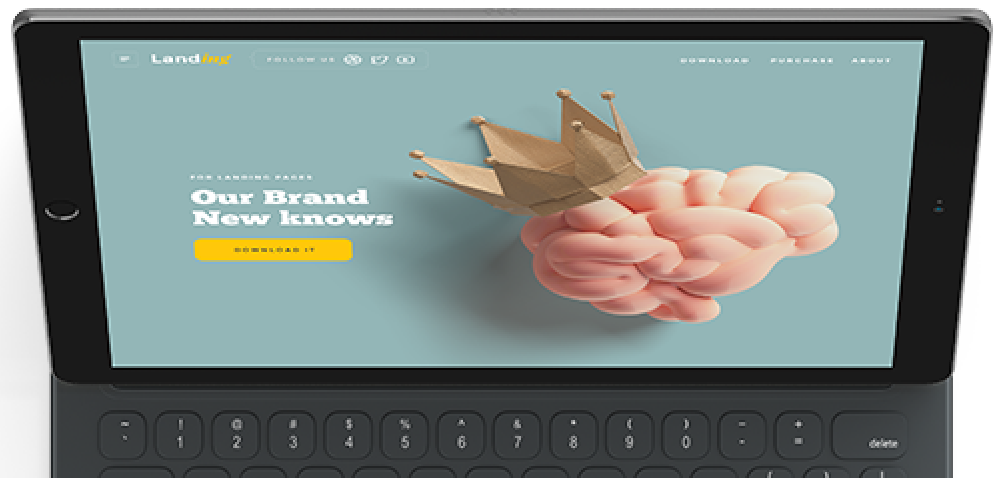 Landing
FOLLOW US
DOWNLOAD PURCHASE ABOUT
FOR LANDING PAGES
Our Brand
New knows
DOWNLOAD IT
~ ! @ # $ % ^ & * ( ) - +
` 1 2 3 4 5 6 7 8 9 0 - = delete
{ }